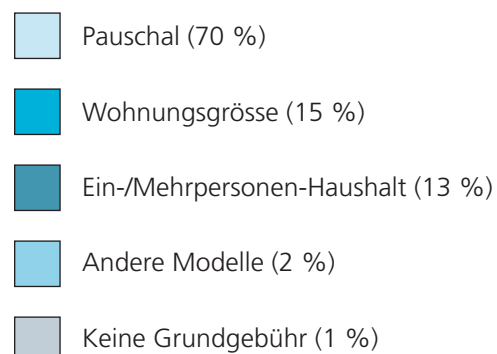 Pauschal (70 %)
Wohnungsgrösse (15 %)
Ein-/Mehrpersonen-Haushalt (13 %)
Andere Modelle (2 %)
Keine Grundgebühr (1 %)